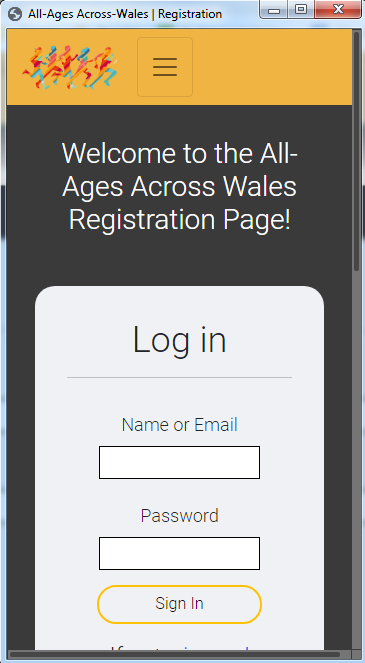 All-Ages Across-Wales | Registration
Welcome to the All-
Ages Across Wales
Registration Page!
Log in
Name or Email
Password
Sign In